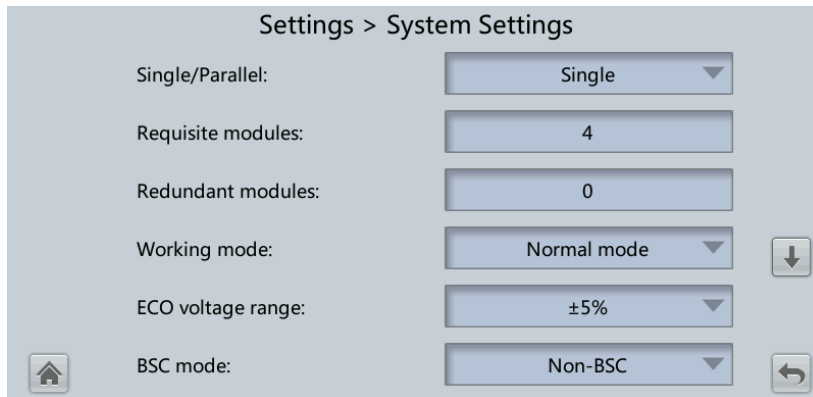 Settings > System Settings
Single/Parallel: Single
Requisite modules: 4
Redundant modules: 0
Working mode: Normal mode
ECO voltage range: ±5%
BSC mode: Non-BSC